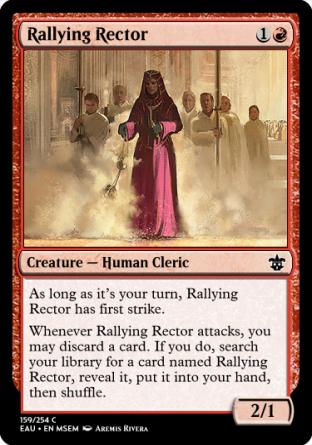 Rallying Rector 1
Creature — Human Cleric
As long as it's your turn, Rallying
Rector has first strike.
Whenever Rallying Rector attacks, you
may discard a card. If you do, search
your library for a card named Rallying
Rector, reveal it, put it into your hand,
then shuffle.
2/1
159/254 C
EAU • EN MSEM Aremis Rivera